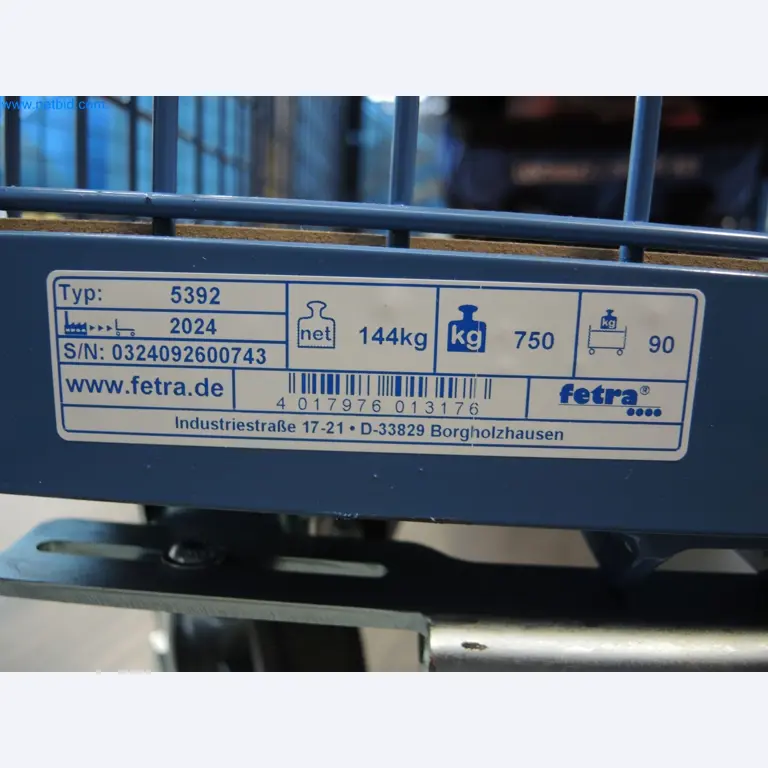 www.netbid.com
Typ: 5392
2024
S/N: 0324092600743
net 144kg
kg 750
kg 90
www.fetra.de
4 017976 013176
fetra®
Industriestraße 17-21 • D-33829 Borgholzhausen